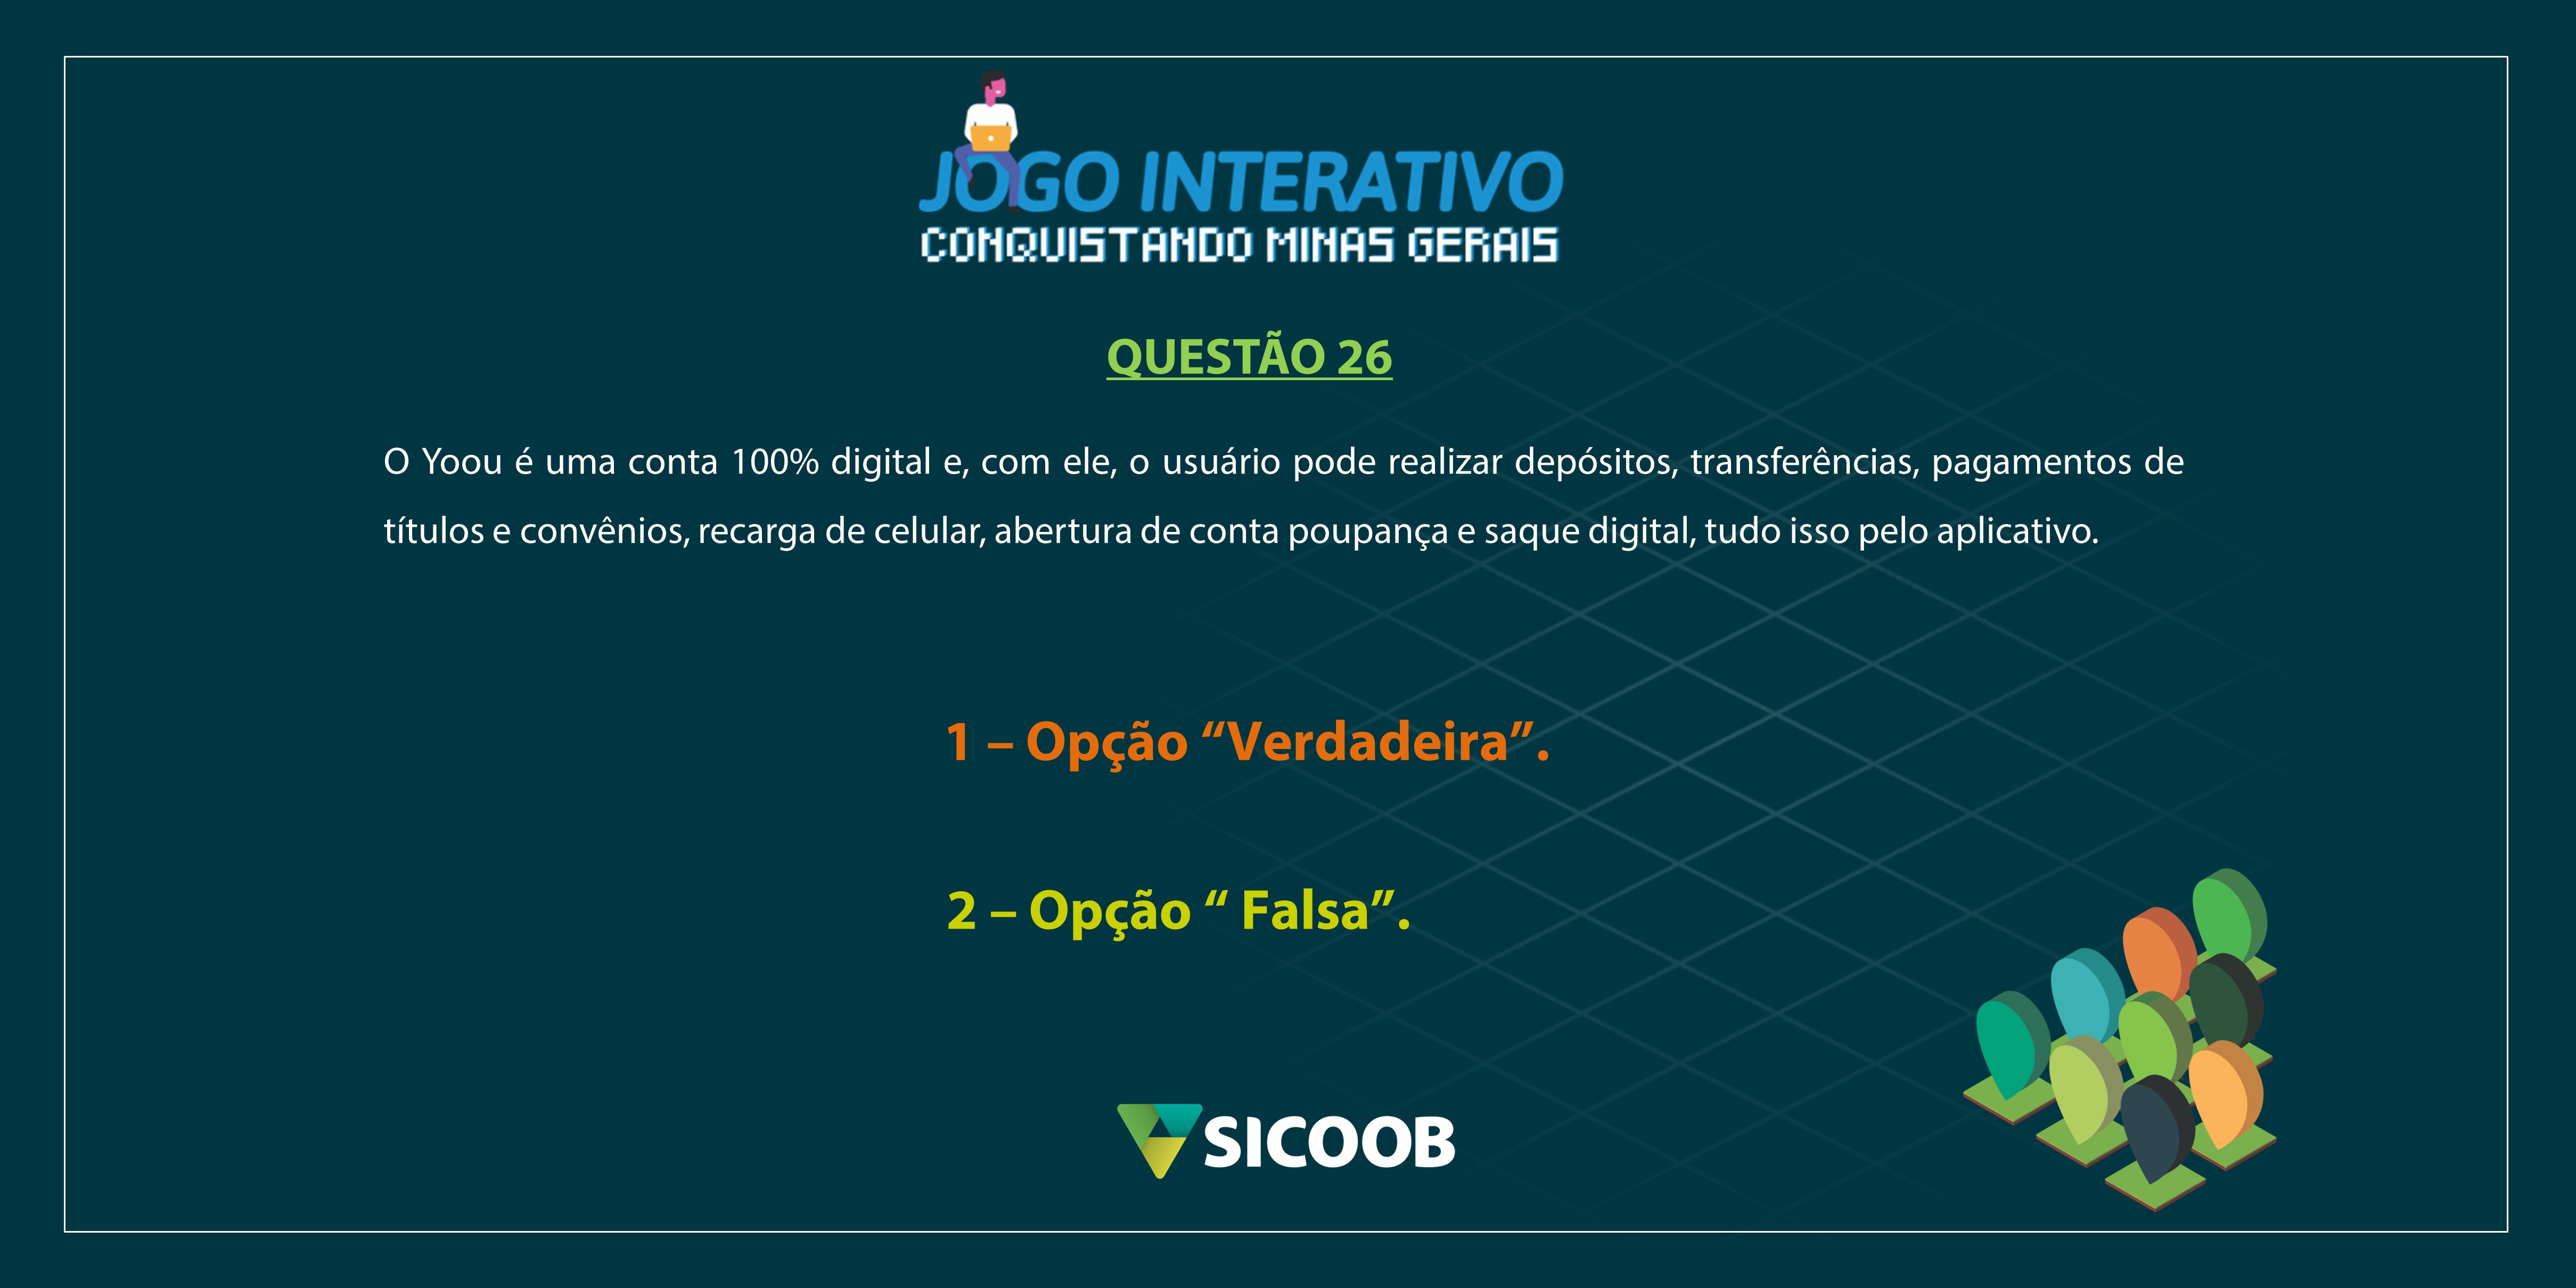 JOGO INTERATIVO
CONQUISTANDO MINAS GERAIS
QUESTÃO 26
O Yoou é uma conta 100% digital e, com ele, o usuário pode realizar depósitos, transferências, pagamentos de
títulos e convênios, recarga de celular, abertura de conta poupança e saque digital, tudo isso pelo aplicativo.
1 – Opção “Verdadeira”.
2 – Opção “ Falsa”.
SICOOB